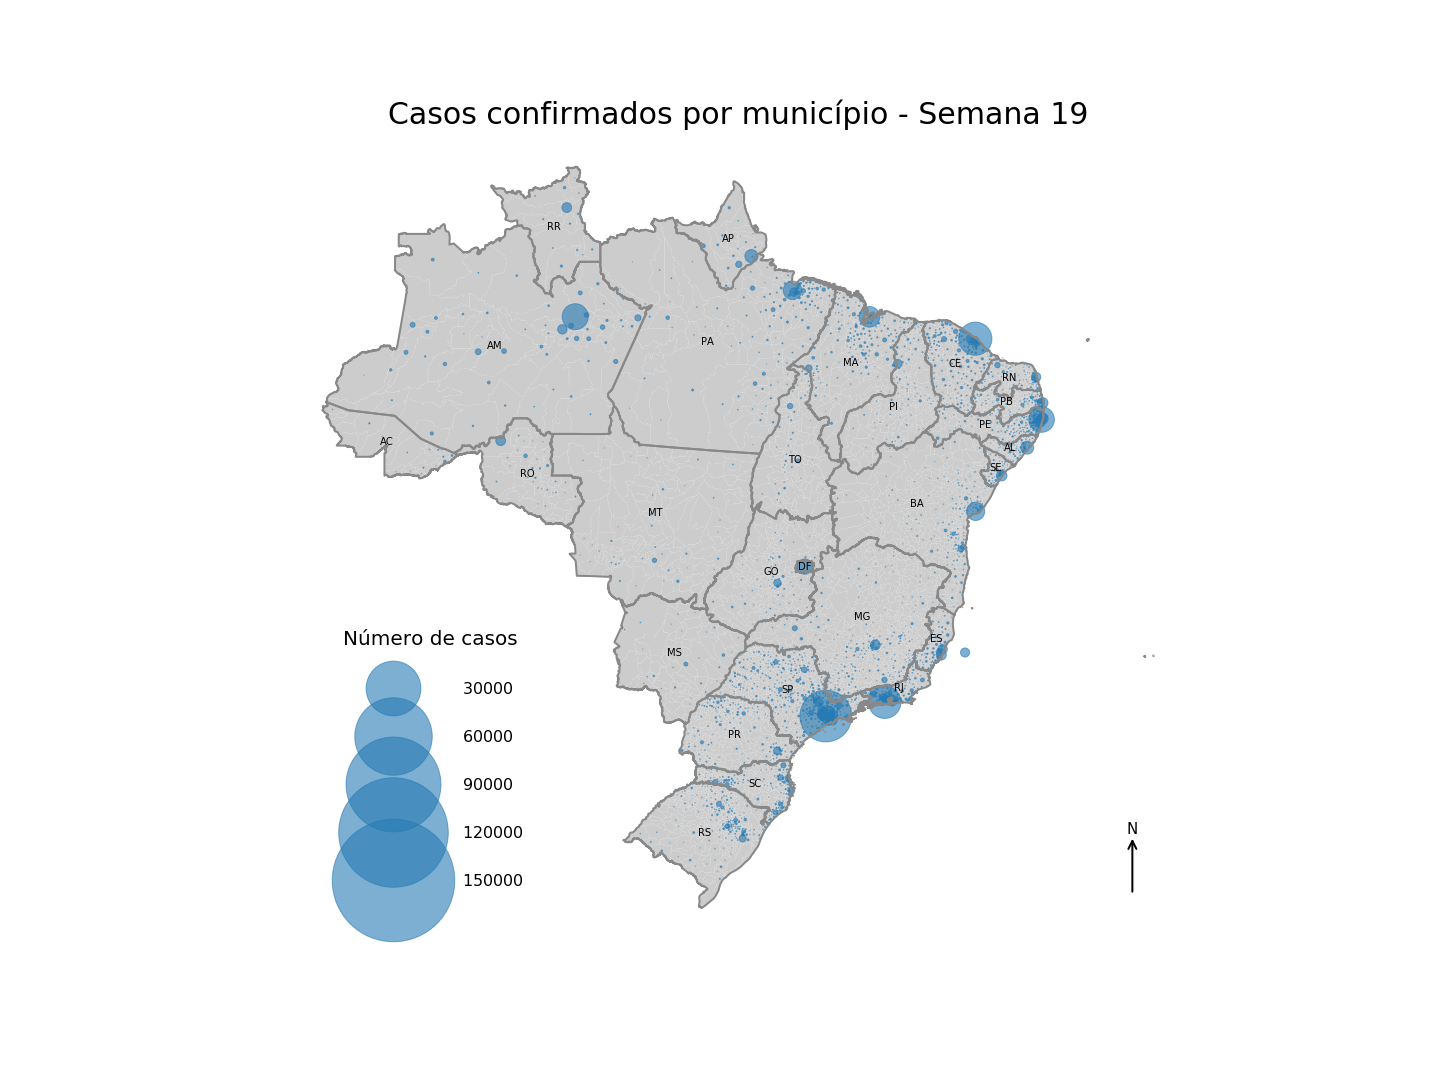 Casos confirmados por município - Semana 19
RR
AP
AM
PA
MA
CE
RN
PB
PI
PE
AC
AL
TO
SE
RO
BA
MT
GO
DF
MG
ES
MS
SP
RJ
PR
SC
RS
Número de casos
30000
60000
90000
120000
150000
N